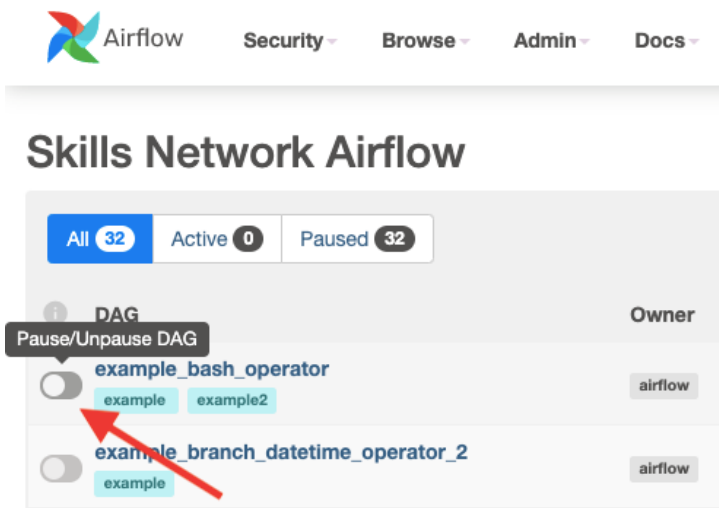 Airflow Security Browse Admin Docs
Skills Network Airflow
All 32 Active 0 Paused 32
i DAG Owner
Pause/Unpause DAG
example_bash_operator
example example2 airflow
example_branch_datetime_operator_2
example airflow